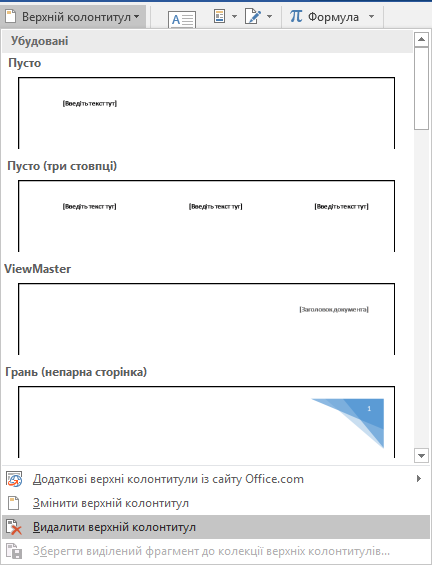 Верхній колонтитул
A
π Формула
Убудовані
Пусто
[Введіть текст тут]
Пусто (три стовпці)
[Введіть текст тут] [Введіть текст тут] [Введіть текст тут]
ViewMaster
[Заголовок документа]
Грань (непарна сторінка)
1
Додаткові верхні колонтитули із сайту Office.com
Змінити верхній колонтитул
Видалити верхній колонтитул
Зберегти виділений фрагмент до колекції верхніх колонтитулів...